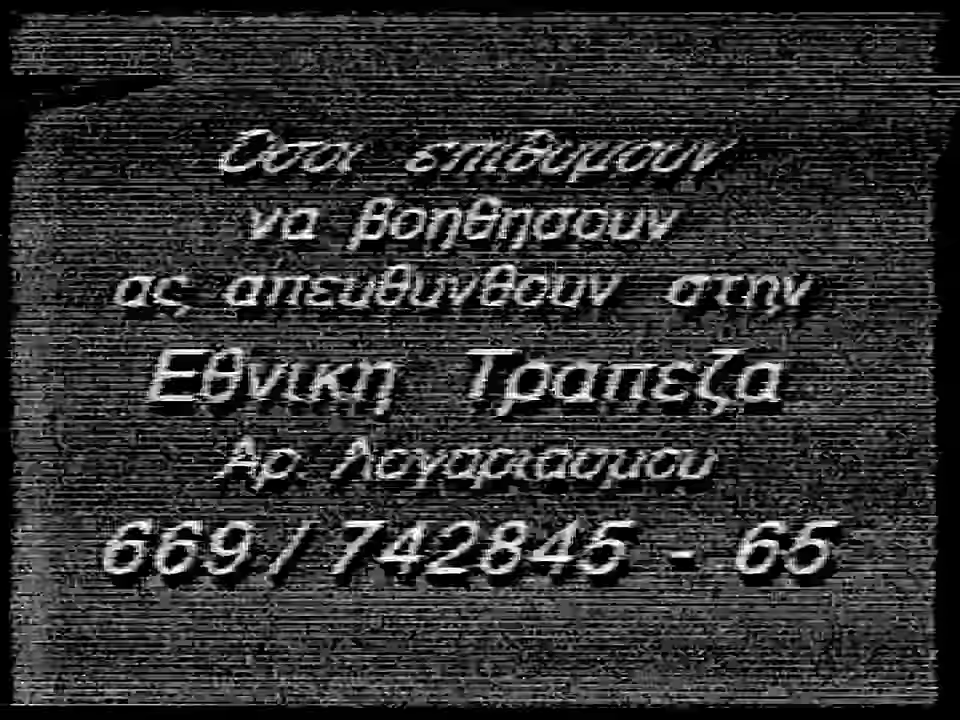 Οσοι επιθυμουν
να βοηθησουν
ας απευθυνθουν στην
Εθνικη Τραπεζα
Αρ. Λογαριασμου
669 / 742845 - 65